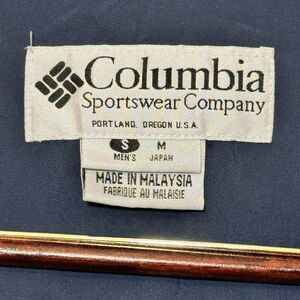 Columbia
Sportswear Company
PORTLAND, OREGON U.S.A.
S M
MEN'S JAPAN
MADE IN MALAYSIA
FABRIQUE AU MALAISIE